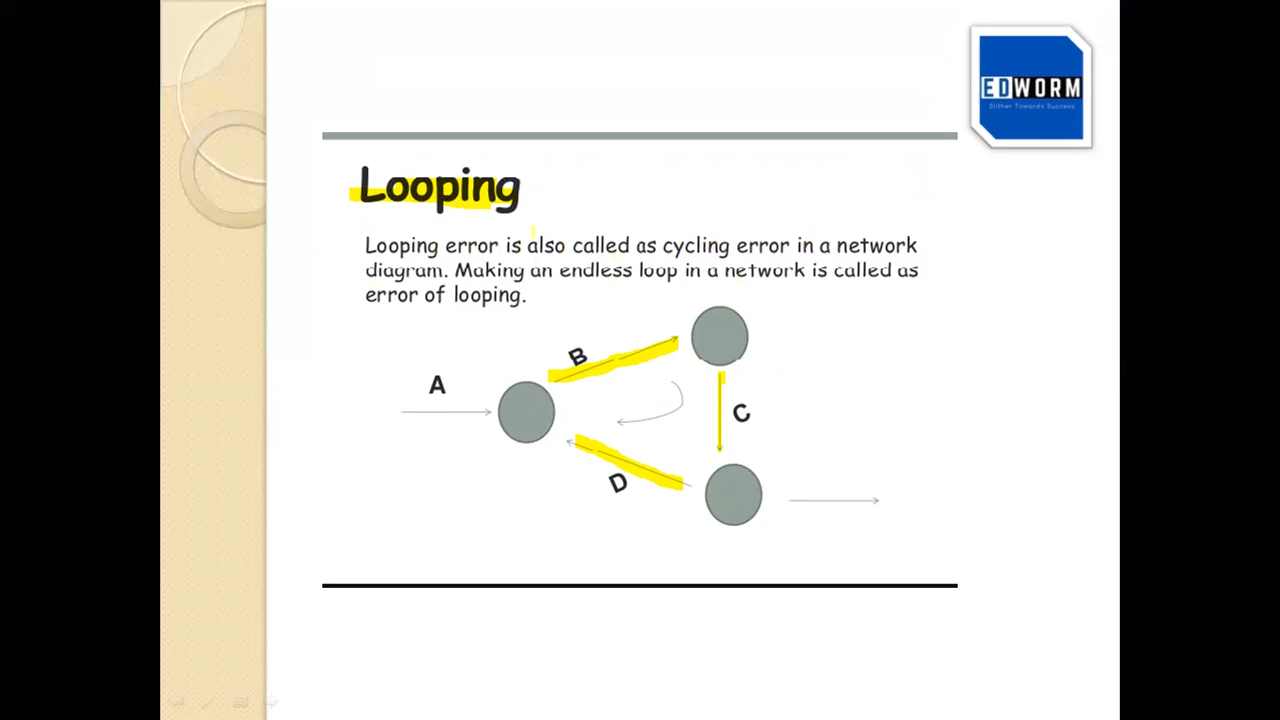 EDWORM
Slither Towards Success
Looping
Looping error is also called as cycling error in a network
diagram. Making an endless loop in a network is called as
error of looping.
B
A
C
D